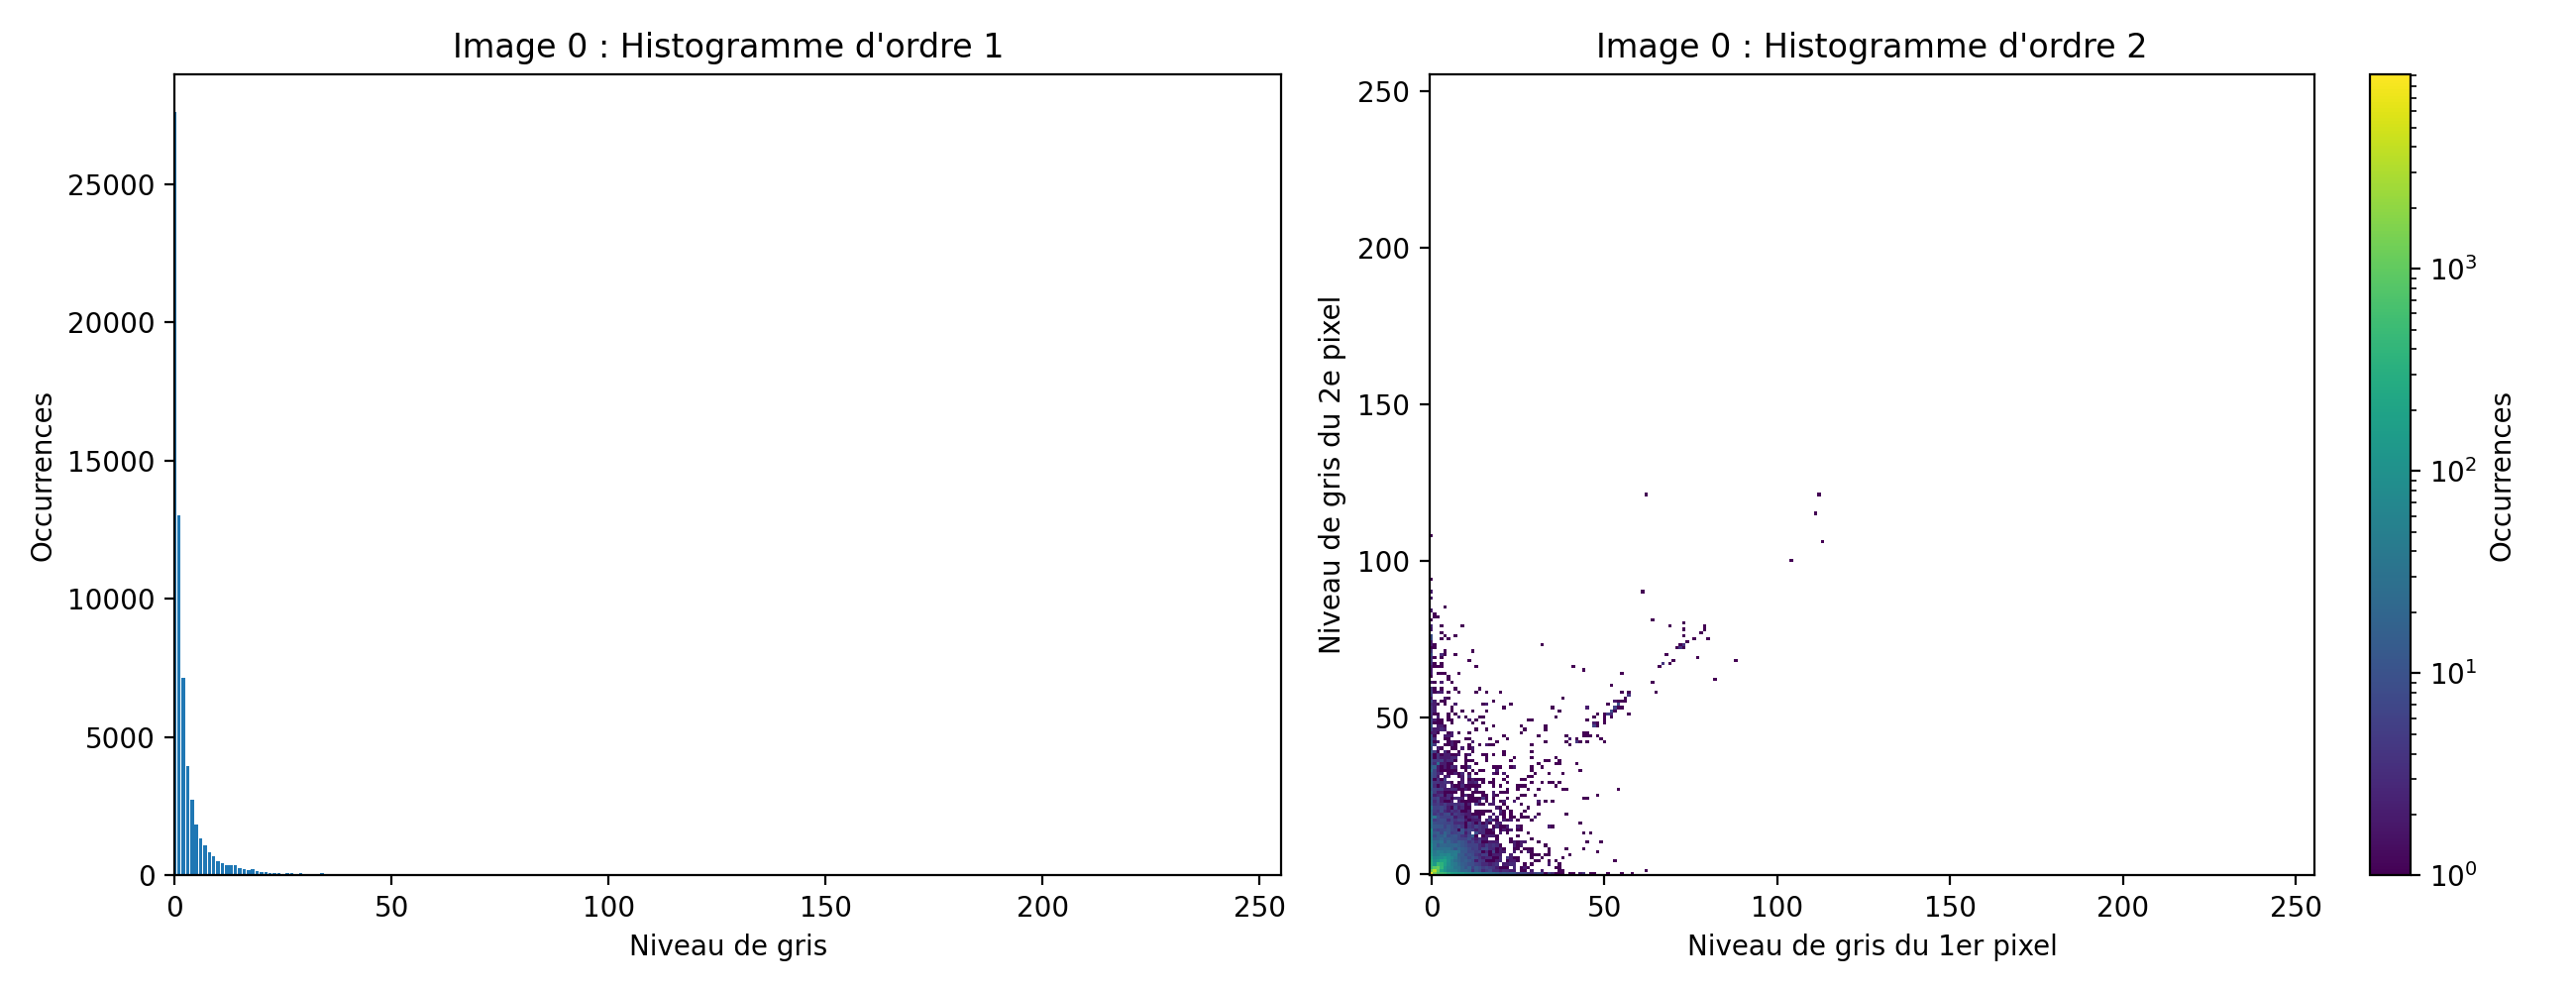 Image 0 : Histogramme d'ordre 1
25000
20000
15000
10000
5000
0
Occurrences
0 50 100 150 200 250
Niveau de gris
Image 0 : Histogramme d'ordre 2
250
200
150
100
50
0
Niveau de gris du 2e pixel
0 50 100 150 200 250
Niveau de gris du 1er pixel
10³
10²
10¹
10⁰
Occurrences